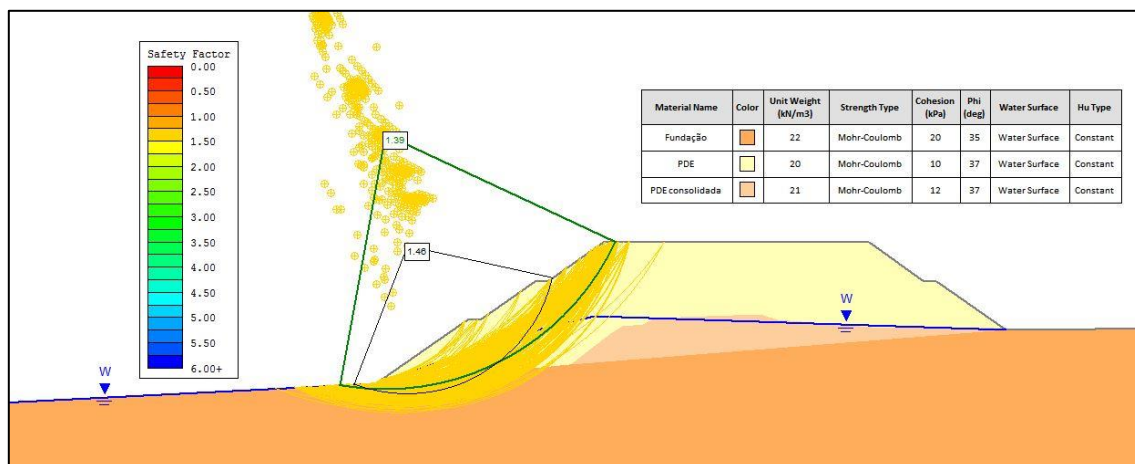 Safety Factor
0.00
0.50
1.00
1.50
2.00
2.50
3.00
3.50
4.00
4.50
5.00
5.50
6.00+
1.39
1.46
Material Name Color Unit Weight (kN/m3) Strength Type Cohesion (kPa) Phi (deg) Water Surface Hu Type
Fundação 22 Mohr-Coulomb 20 35 Water Surface Constant
PDE 20 Mohr-Coulomb 10 37 Water Surface Constant
PDE consolidada 21 Mohr-Coulomb 12 37 Water Surface Constant
W
W